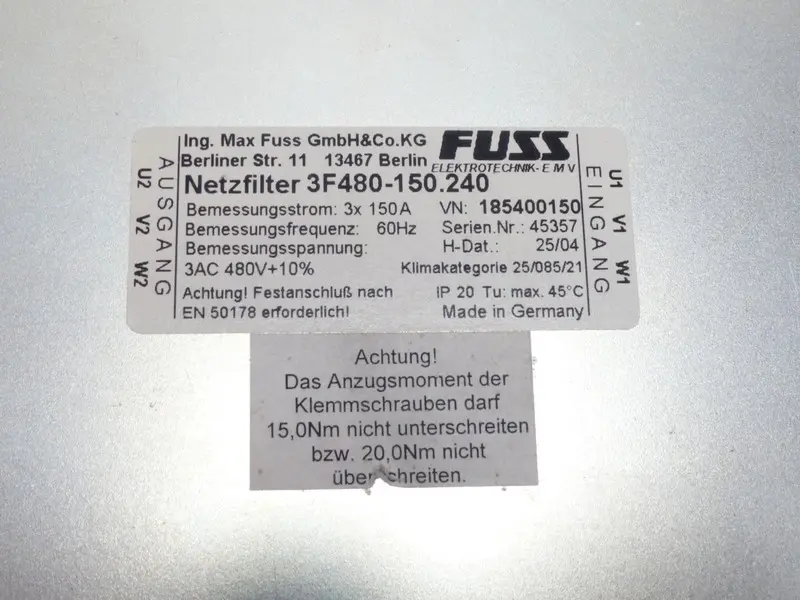 Ing. Max Fuss GmbH&Co.KG
Berliner Str. 11 13467 Berlin
FUSS
ELEKTROTECHNIK-EMV
Netzfilter 3F480-150.240
Bemessungsstrom: 3x 150A VN: 185400150
Bemessungsfrequenz: 60Hz Serien.Nr.: 45357
Bemessungsspannung: H-Dat.: 25/04
3AC 480V+10% Klimakategorie 25/085/21
Achtung! Festanschluß nach IP 20 Tu: max. 45°C
EN 50178 erforderlich! Made in Germany
AUSGANG
U2 V2 W2
EINGANG
U1 V1 W1
Achtung!
Das Anzugsmoment der
Klemmschrauben darf
15,0Nm nicht unterschreiten
bzw. 20,0Nm nicht
überschreiten.